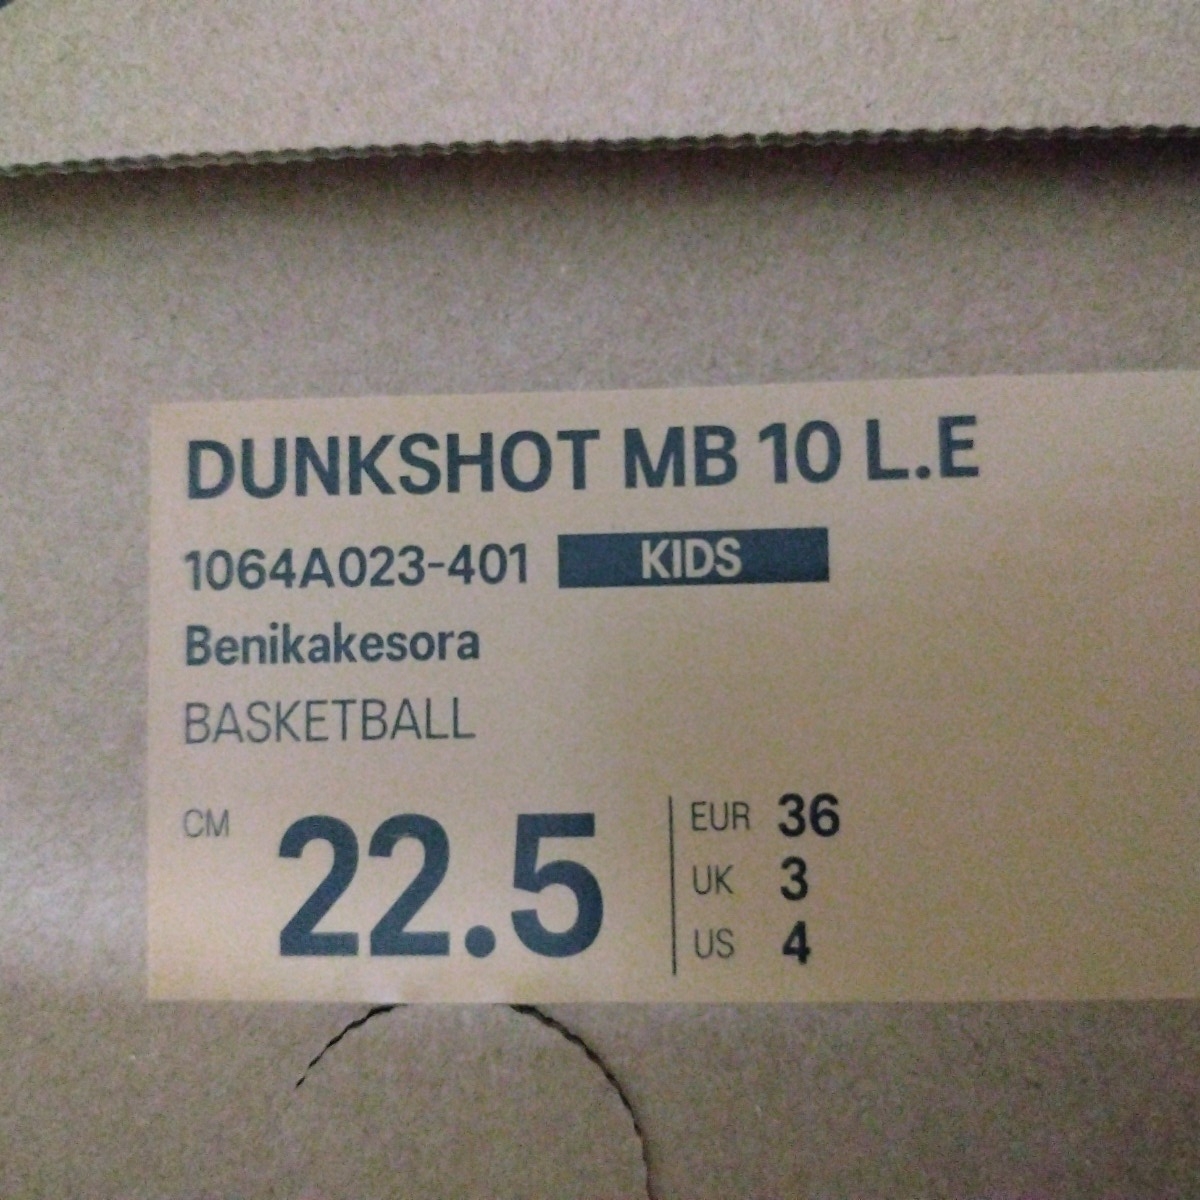 DUNKSHOT MB 10 L.E
1064A023-401 KIDS
Benikakesora
BASKETBALL
CM 22.5
EUR 36
UK 3
US 4